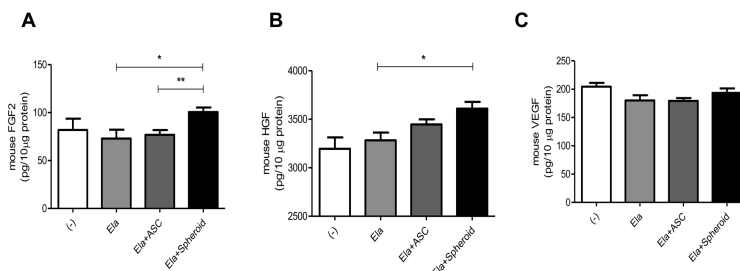 A
B
C
*
**
*
mouse FGF2
(pg/10 µg protein)
150
100
50
0
(-)
Ela
Ela+ASC
Ela+Spheroid
mouse HGF
(pg/10 µg protein)
4000
3500
3000
2500
(-)
Ela
Ela+ASC
Ela+Spheroid
mouse VEGF
(pg/10 µg protein)
250
200
150
100
50
0
(-)
Ela
Ela+ASC
Ela+Spheroid